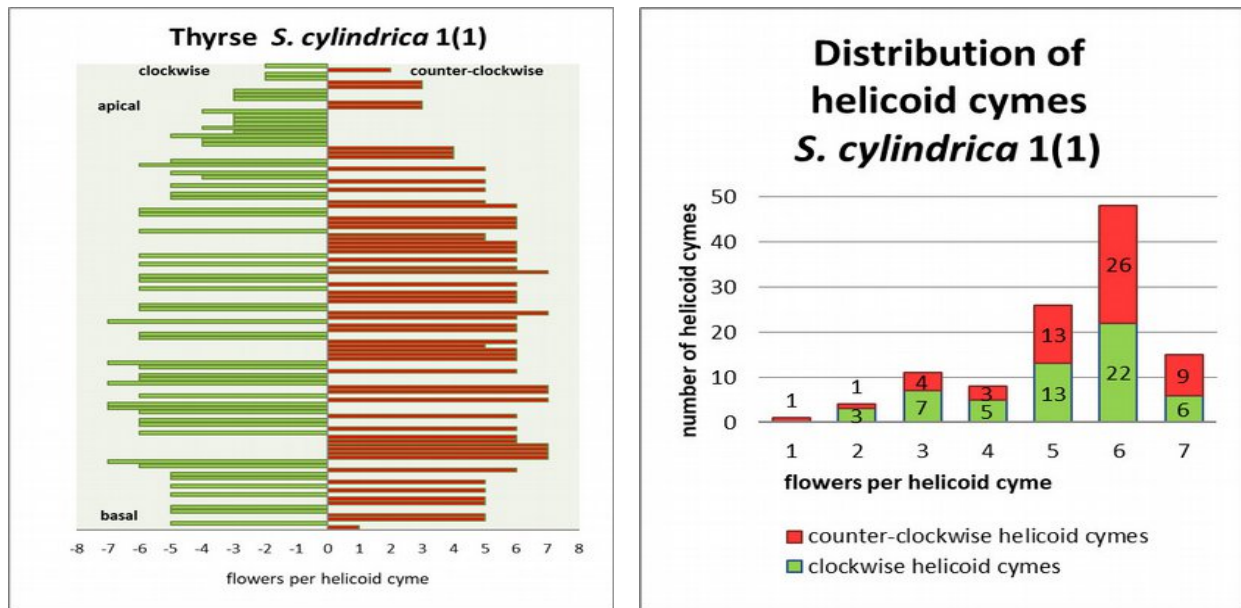 Thyrse S. cylindrica 1(1)
clockwise counter-clockwise
apical
basal
-8 -7 -6 -5 -4 -3 -2 -1 0 1 2 3 4 5 6 7 8
flowers per helicoid cyme
Distribution of
helicoid cymes
S. cylindrica 1(1)
number of helicoid cymes
50
40
30
20
10
0
1
1
3
4
7
3
5
13
13
26
22
9
6
1 2 3 4 5 6 7
flowers per helicoid cyme
counter-clockwise helicoid cymes
clockwise helicoid cymes